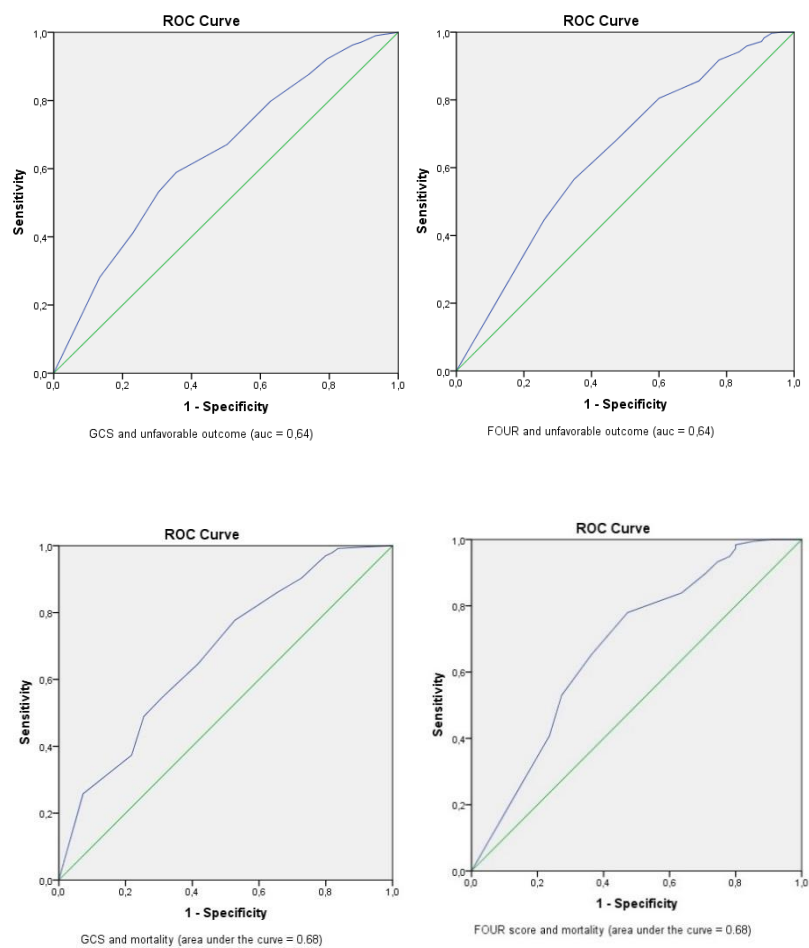 ROC Curve
1,0
0,8
0,6
0,4
0,2
0,0
Sensitivity
0,0 0,2 0,4 0,6 0,8 1,0
1 - Specificity
GCS and unfavorable outcome (auc = 0,64)
ROC Curve
1,0
0,8
0,6
0,4
0,2
0,0
Sensitivity
0,0 0,2 0,4 0,6 0,8 1,0
1 - Specificity
FOUR and unfavorable outcome (auc = 0,64)
ROC Curve
1,0
0,8
0,6
0,4
0,2
0,0
Sensitivity
0,0 0,2 0,4 0,6 0,8 1,0
1 - Specificity
GCS and mortality (area under the curve = 0.68)
ROC Curve
1,0
0,8
0,6
0,4
0,2
0,0
Sensitivity
0,0 0,2 0,4 0,6 0,8 1,0
1 - Specificity
FOUR score and mortality (area under the curve = 0.68)